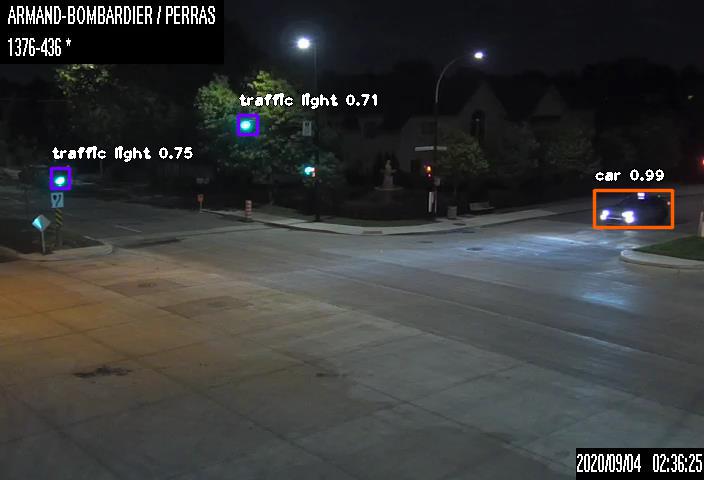 ARMAND-BOMBARDIER / PERRAS
1376-436 *
traffic light 0.71
traffic light 0.75
car 0.99
2020/09/04 02:36:25